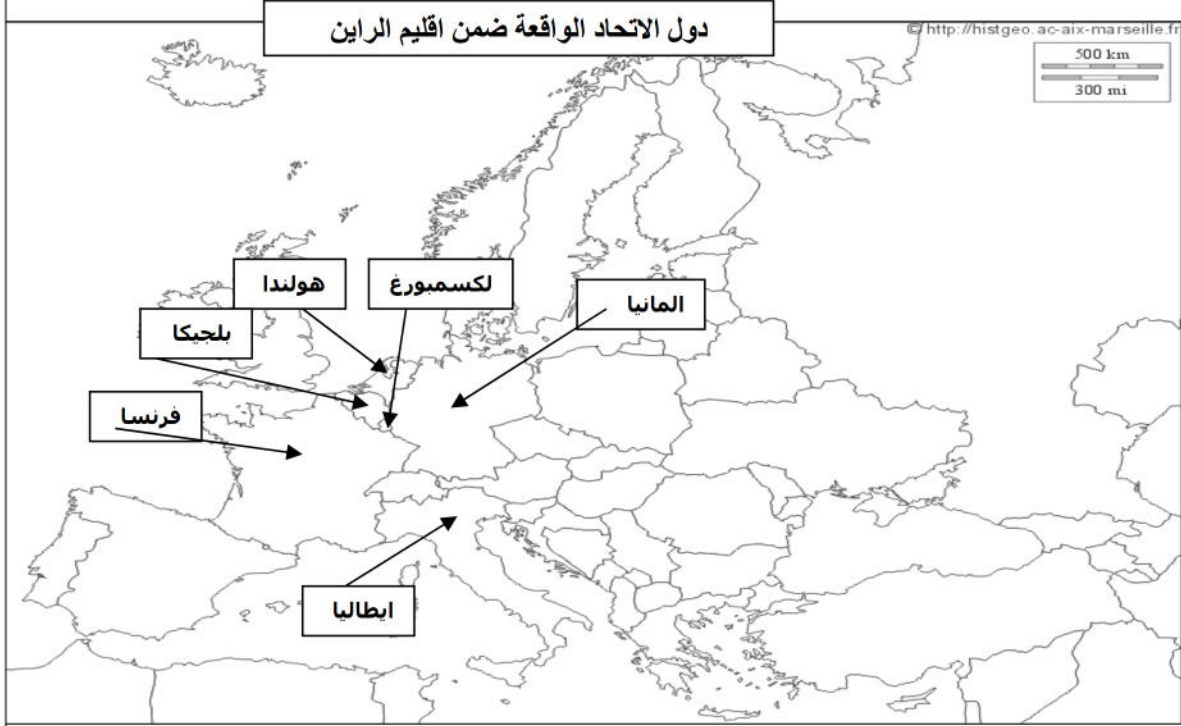 دول الاتحاد الواقعة ضمن اقليم الراين
© http://histgeo.ac-aix-marseille.fr
500 km
300 mi
هولندا
لكسمبورغ
المانيا
بلجيكا
فرنسا
ايطاليا